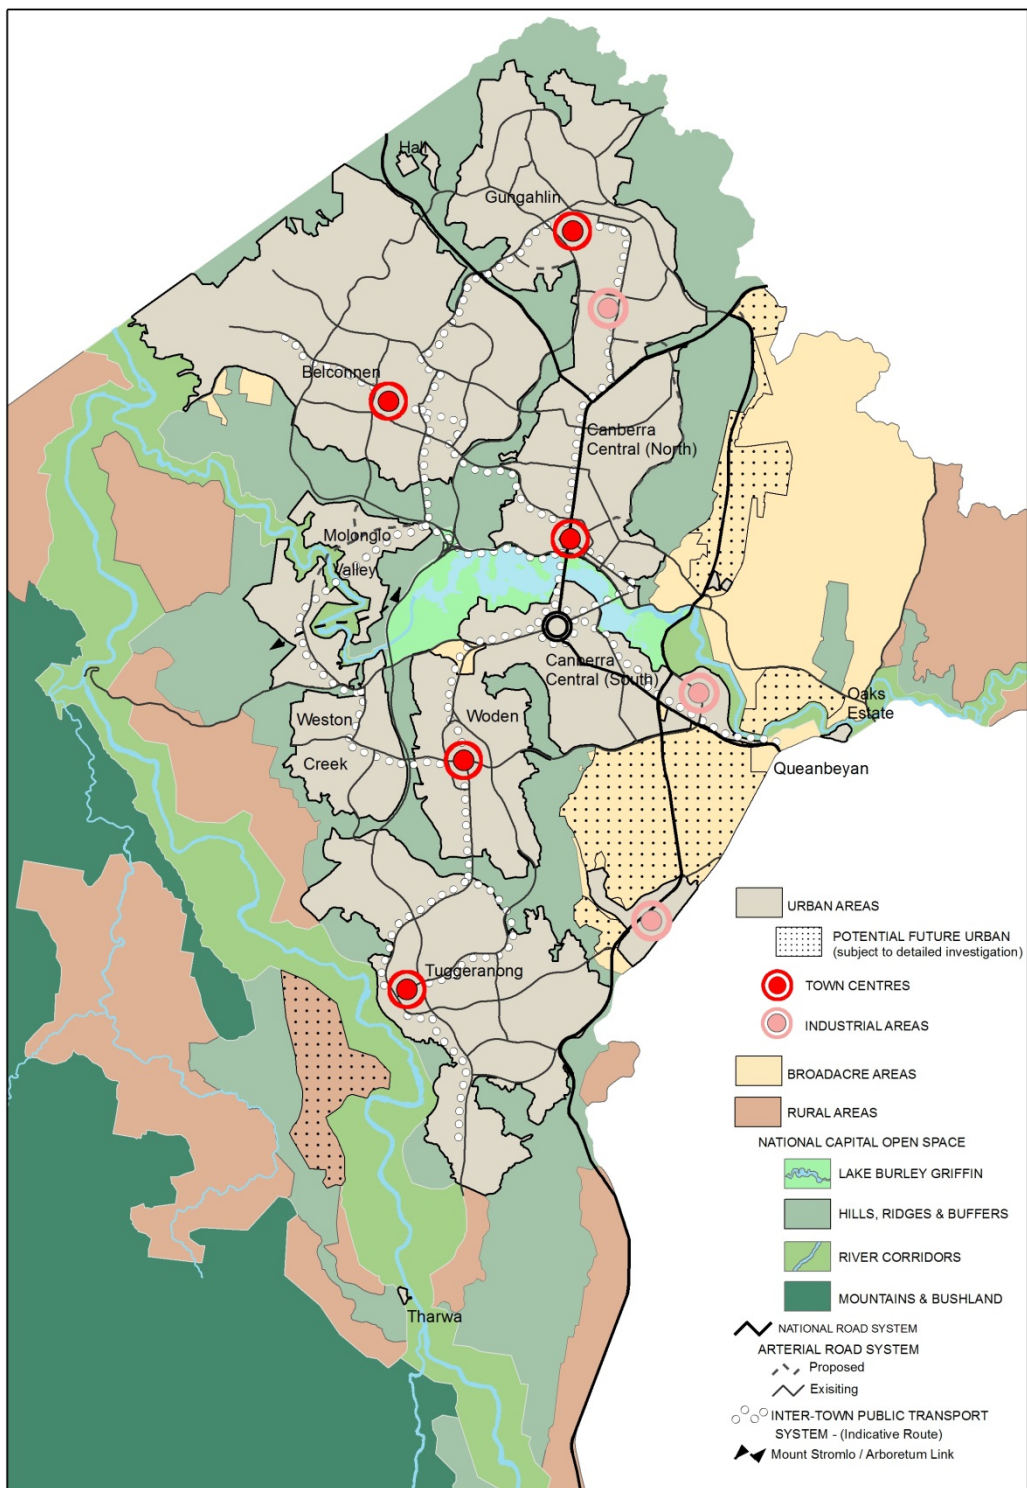 Hall
Gungahlin
Belconnen
Canberra
Central (North)
Molonglo
Valley
Canberra
Central (South)
Oaks
Estate
Weston
Creek
Woden
Queanbeyan
Tuggeranong
Tharwa
URBAN AREAS
POTENTIAL FUTURE URBAN
(subject to detailed investigation)
TOWN CENTRES
INDUSTRIAL AREAS
BROADACRE AREAS
RURAL AREAS
NATIONAL CAPITAL OPEN SPACE
LAKE BURLEY GRIFFIN
HILLS, RIDGES & BUFFERS
RIVER CORRIDORS
MOUNTAINS & BUSHLAND
NATIONAL ROAD SYSTEM
ARTERIAL ROAD SYSTEM
Proposed
Exisiting
INTER-TOWN PUBLIC TRANSPORT
SYSTEM - (Indicative Route)
Mount Stromlo / Arboretum Link